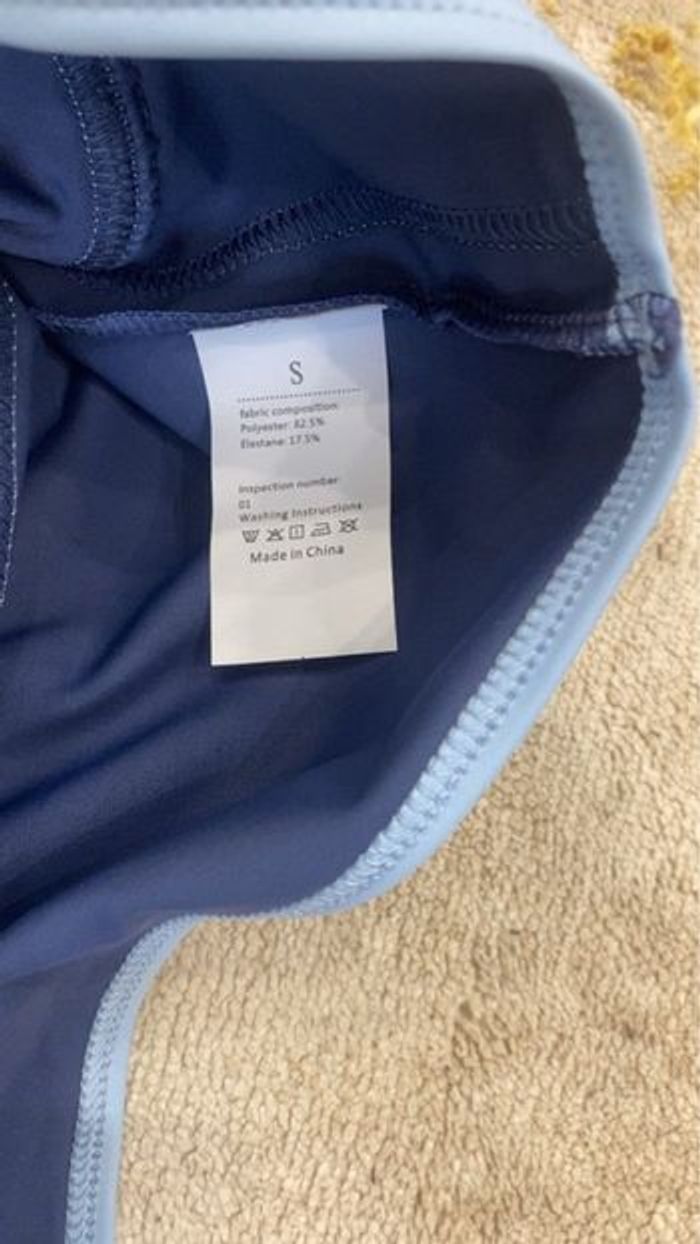 S
fabric composition:
Polyester: 82.5%
Elastane: 17.5%
Inspection number:
01
Washing Instructions
Made in China